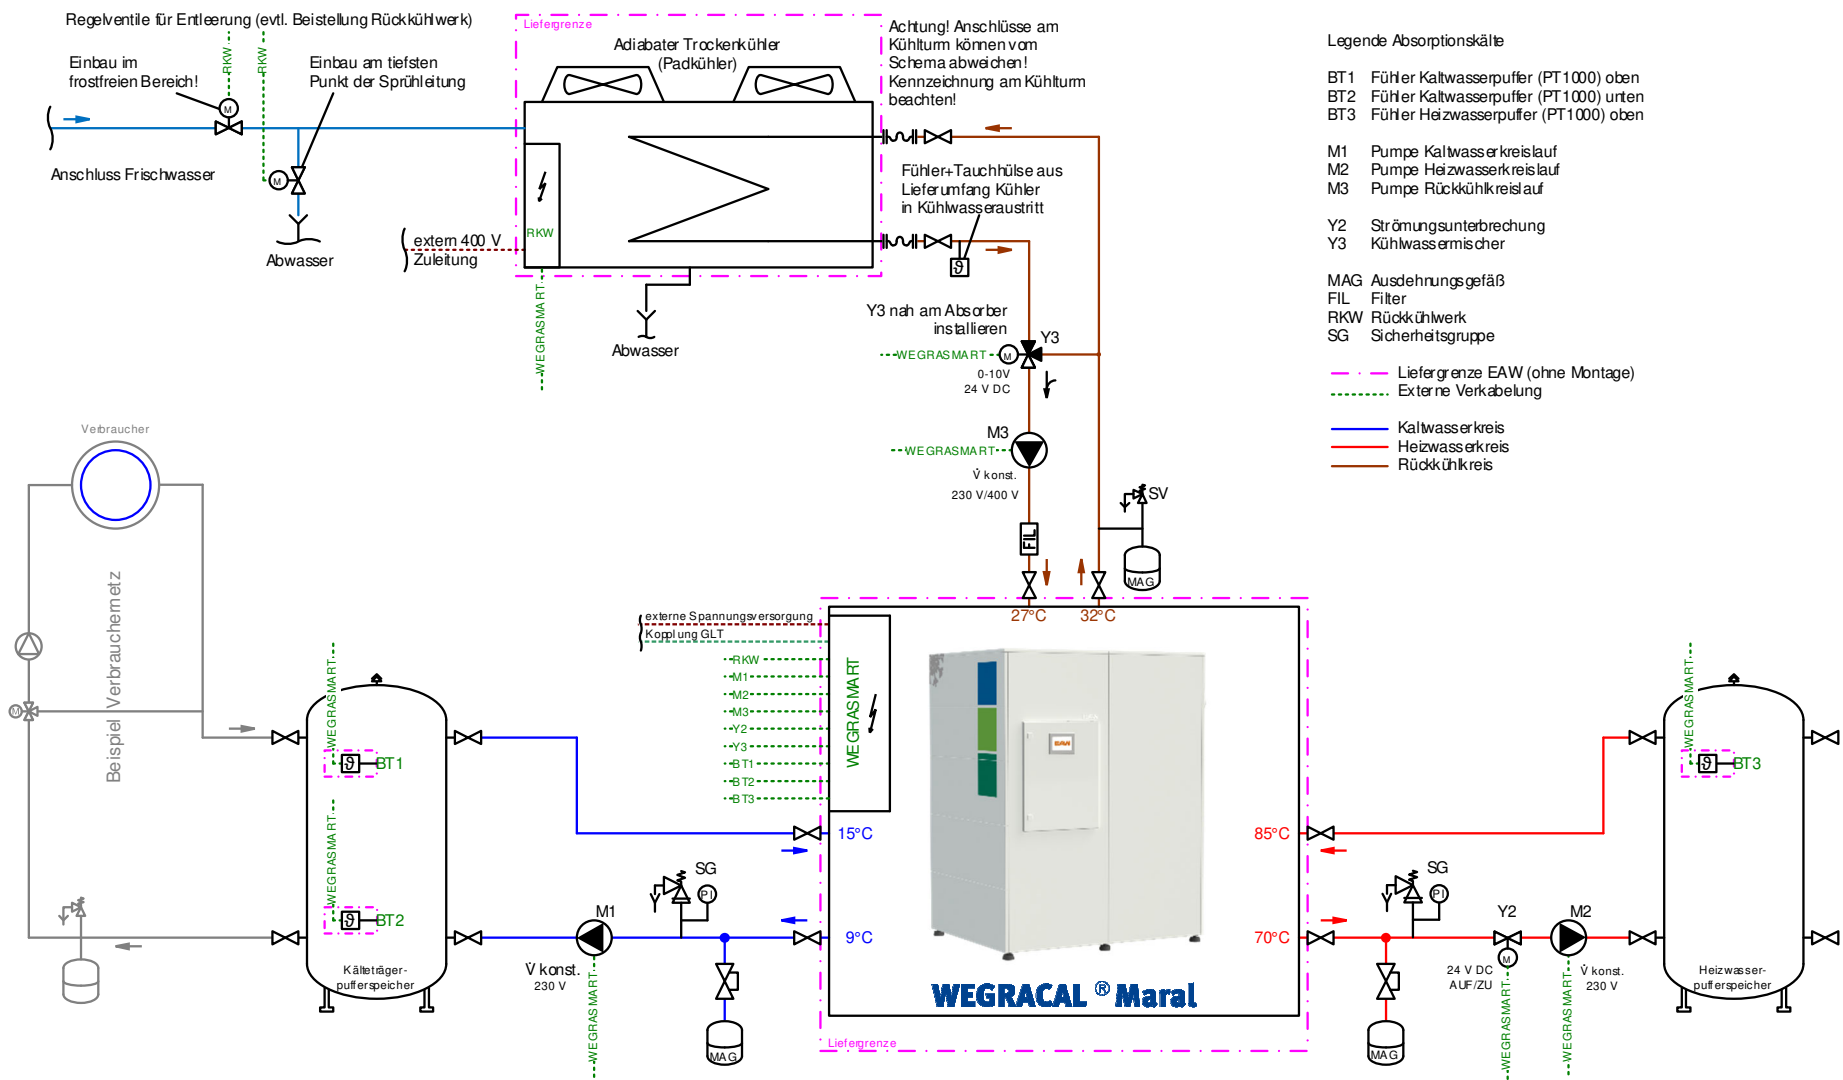 Regelventile für Entleerung (evtl. Beistellung Rückkühlwerk)
Einbau im
frostfreien Bereich!
RKW
RKW
Einbau am tiefsten
Punkt der Sprühleitung
M
M
Anschluss Frischwasser
Abwasser
Liefergrenze
Adiabater Trockenkühler
(Padkühler)
RKW
extern 400 V
Zuleitung
WEGRASMART
Abwasser
Achtung! Anschlüsse am
Kühlturm können vom
Schema abweichen!
Kennzeichnung am Kühlturm
beachten!
Fühler+Tauchhülse aus
Lieferumfang Kühler
in Kühlwasseraustritt
ϑ
Y3 nah am Absorber
installieren
Y3
WEGRASMART
M
0-10V
24 V DC
M3
WEGRASMART
V̇ konst.
230 V/400 V
FIL
SV
MAG
Legende Absorptionskälte
BT1 Fühler Kaltwasserpuffer (PT1000) oben
BT2 Fühler Kaltwasserpuffer (PT1000) unten
BT3 Fühler Heizwasserpuffer (PT1000) oben
M1 Pumpe Kaltwasserkreislauf
M2 Pumpe Heizwasserkreislauf
M3 Pumpe Rückkühlkreislauf
Y2 Strömungsunterbrechung
Y3 Kühlwassermischer
MAG Ausdehnungsgefäß
FIL Filter
RKW Rückkühlwerk
SG Sicherheitsgruppe
Liefergrenze EAW (ohne Montage)
Externe Verkabelung
Kaltwasserkreis
Heizwasserkreis
Rückkühlkreis
Verbraucher
Beispiel Verbrauchernetz
M
WEGRASMART
ϑ BT1
WEGRASMART
ϑ BT2
Kälteträger-
pufferspeicher
M1
V̇ konst.
230 V
WEGRASMART
SG
PI
MAG
externe Spannungsversorgung
Kopplung GLT
RKW
M1
M2
M3
Y2
Y3
BT1
BT2
BT3
WEGRASMART
27°C
32°C
15°C
9°C
85°C
70°C
EAW
WEGRACAL ® Maral
Liefergrenze
SG
PI
MAG
Y2
M
24 V DC
AUF/ZU
WEGRASMART
M2
V̇ konst.
230 V
WEGRASMART
WEGRASMART
ϑ BT3
Heizwasser-
pufferspeicher